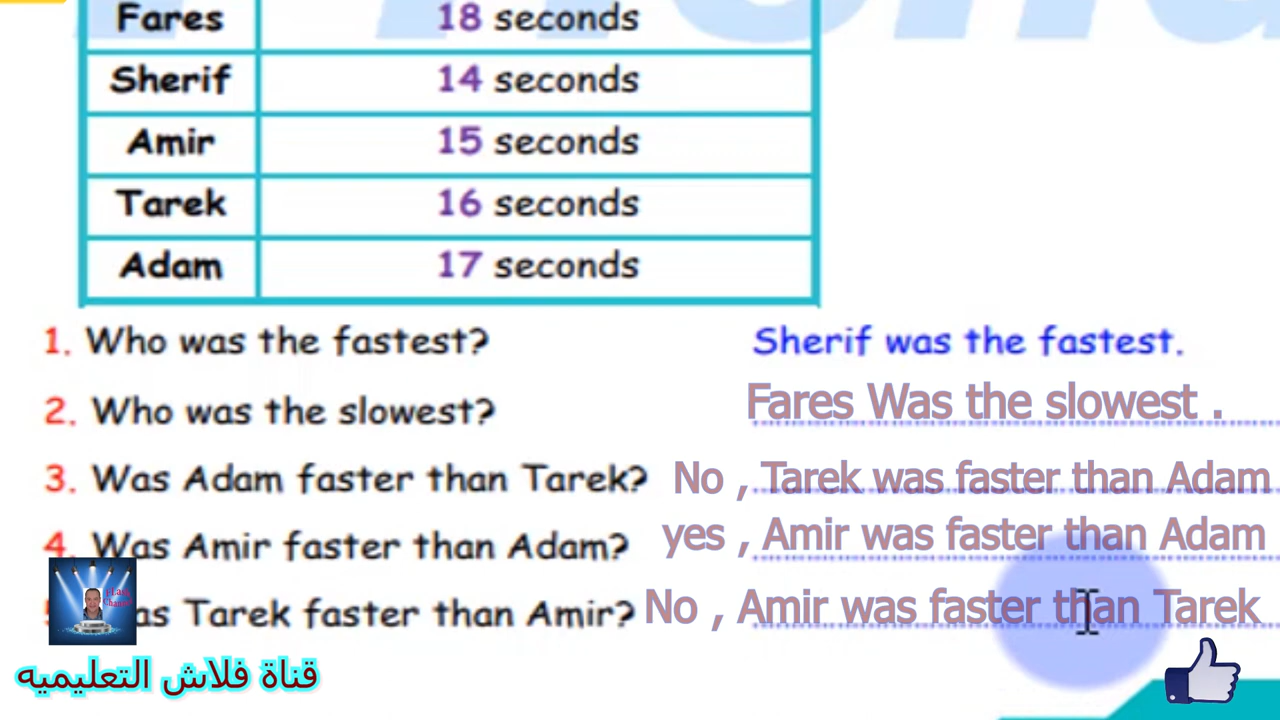 Fares 18 seconds
Sherif 14 seconds
Amir 15 seconds
Tarek 16 seconds
Adam 17 seconds
1. Who was the fastest? Sherif was the fastest.
2. Who was the slowest? Fares Was the slowest .
3. Was Adam faster than Tarek? No , Tarek was faster than Adam
4. Was Amir faster than Adam? yes , Amir was faster than Adam
Tarek faster than Amir? No , Amir was faster than Tarek
قناة فلاش التعليميه